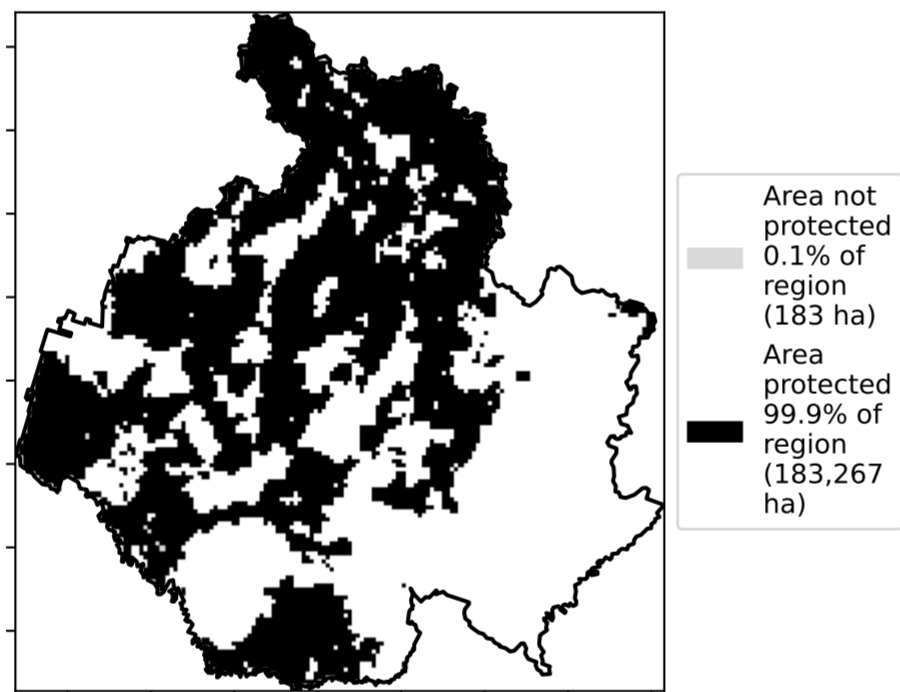 Area not
protected
0.1% of
region
(183 ha)
Area
protected
99.9% of
region
(183,267
ha)